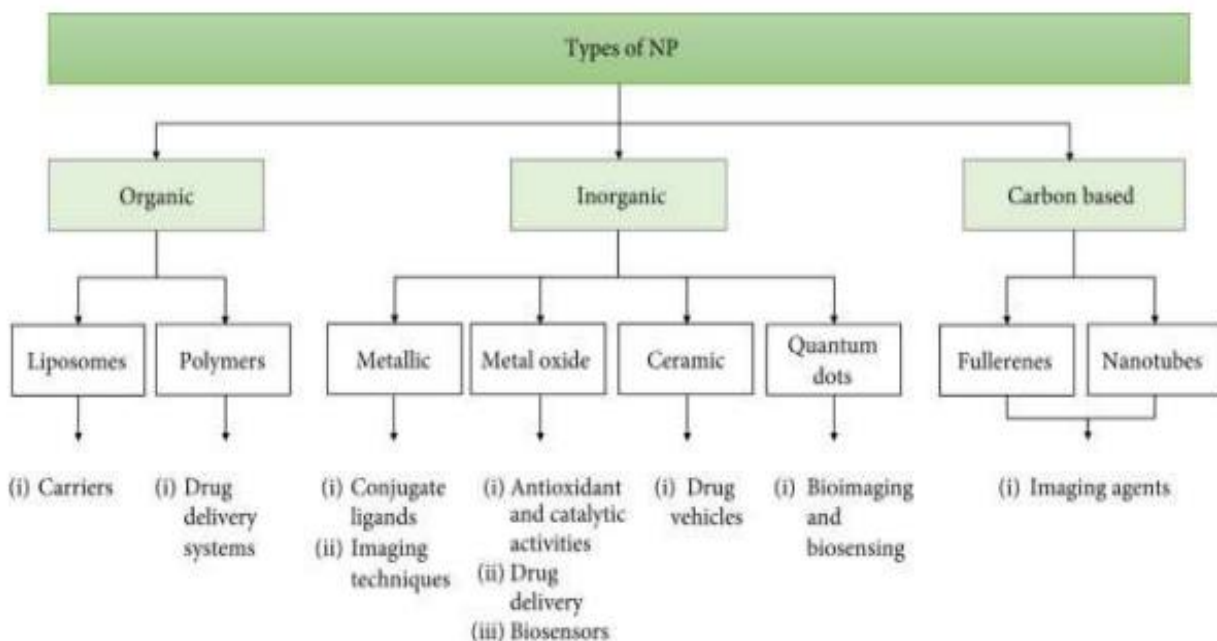 Types of NP
Organic
Inorganic
Carbon based
Liposomes
Polymers
Metallic
Metal oxide
Ceramic
Quantum
dots
Fullerenes
Nanotubes
(i) Carriers
(i) Drug
delivery
systems
(i) Conjugate
ligands
(ii) Imaging
techniques
(i) Antioxidant
and catalytic
activities
(ii) Drug
delivery
(iii) Biosensors
(i) Drug
vehicles
(i) Bioimaging
and
biosensing
(i) Imaging agents